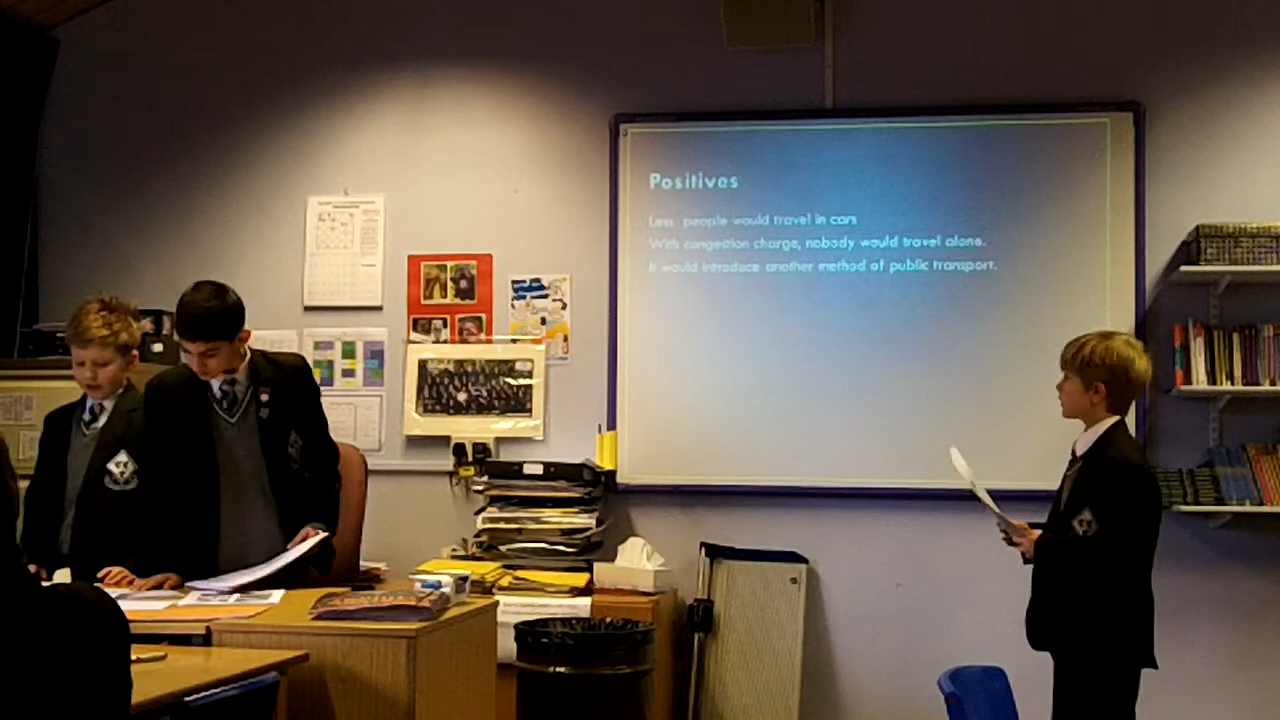 Positives
Less people would travel in cars
With congestion charge, nobody would travel alone.
It would introduce another method of public transport.